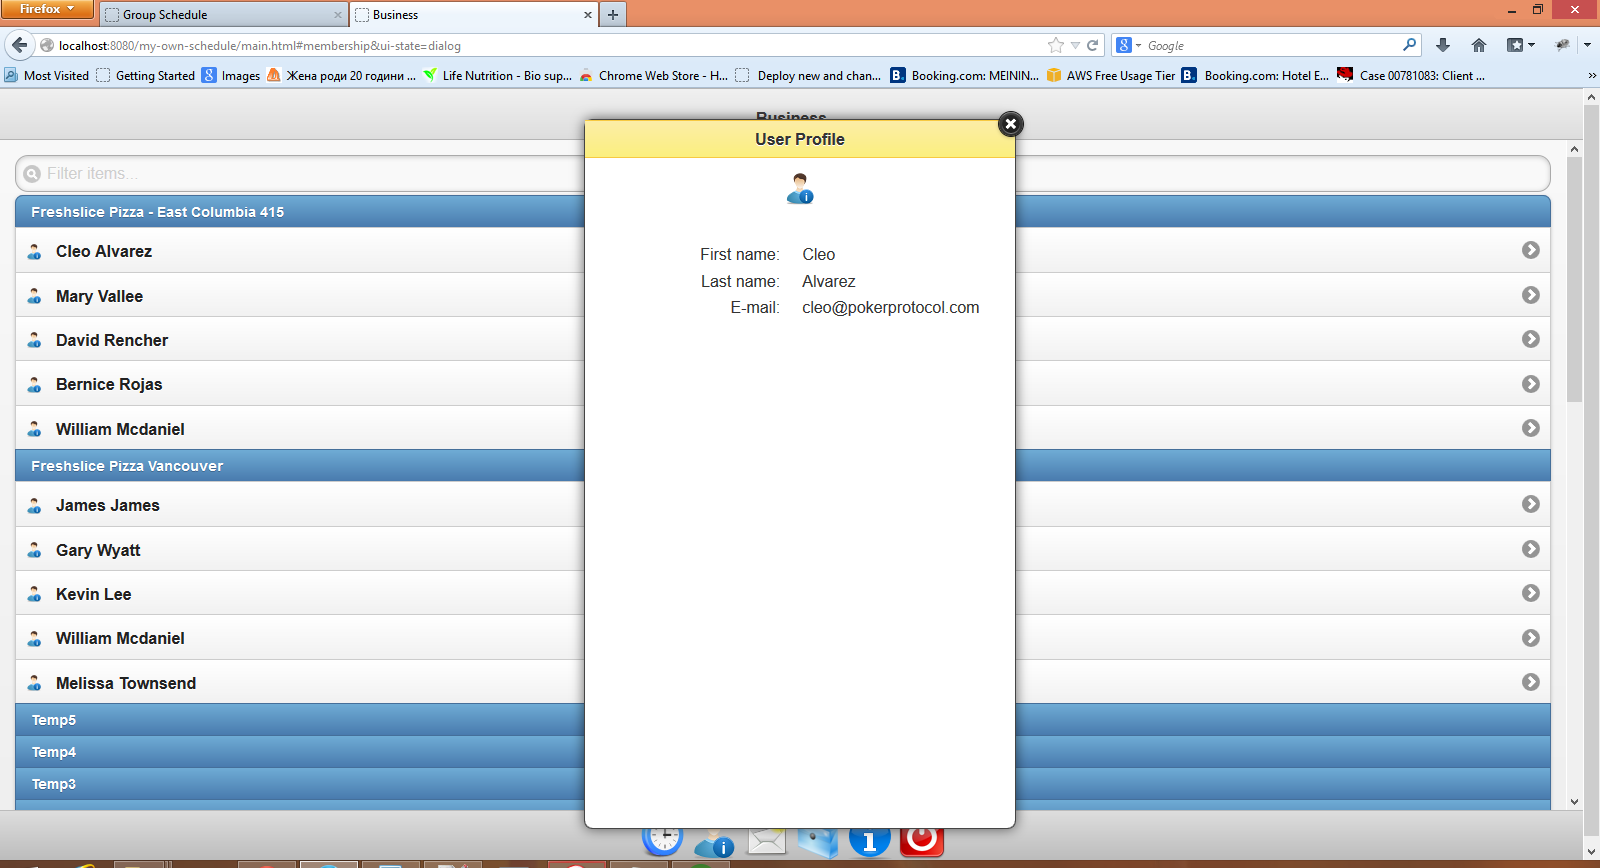 Firefox
Group Schedule
Business
localhost:8080/my-own-schedule/main.html#membership&ui-state=dialog
Google
Most Visited
Getting Started
Images
Жена роди 20 години ...
Life Nutrition - Bio sup...
Chrome Web Store - H...
Deploy new and chan...
Booking.com: MEININ...
AWS Free Usage Tier
Booking.com: Hotel E...
Case 00781083: Client ...
Business
User Profile
Filter items...
First name: Cleo
Last name: Alvarez
E-mail: cleo@pokerprotocol.com
Freshslice Pizza - East Columbia 415
Cleo Alvarez
Mary Vallee
David Rencher
Bernice Rojas
William Mcdaniel
Freshslice Pizza Vancouver
James James
Gary Wyatt
Kevin Lee
William Mcdaniel
Melissa Townsend
Temp5
Temp4
Temp3